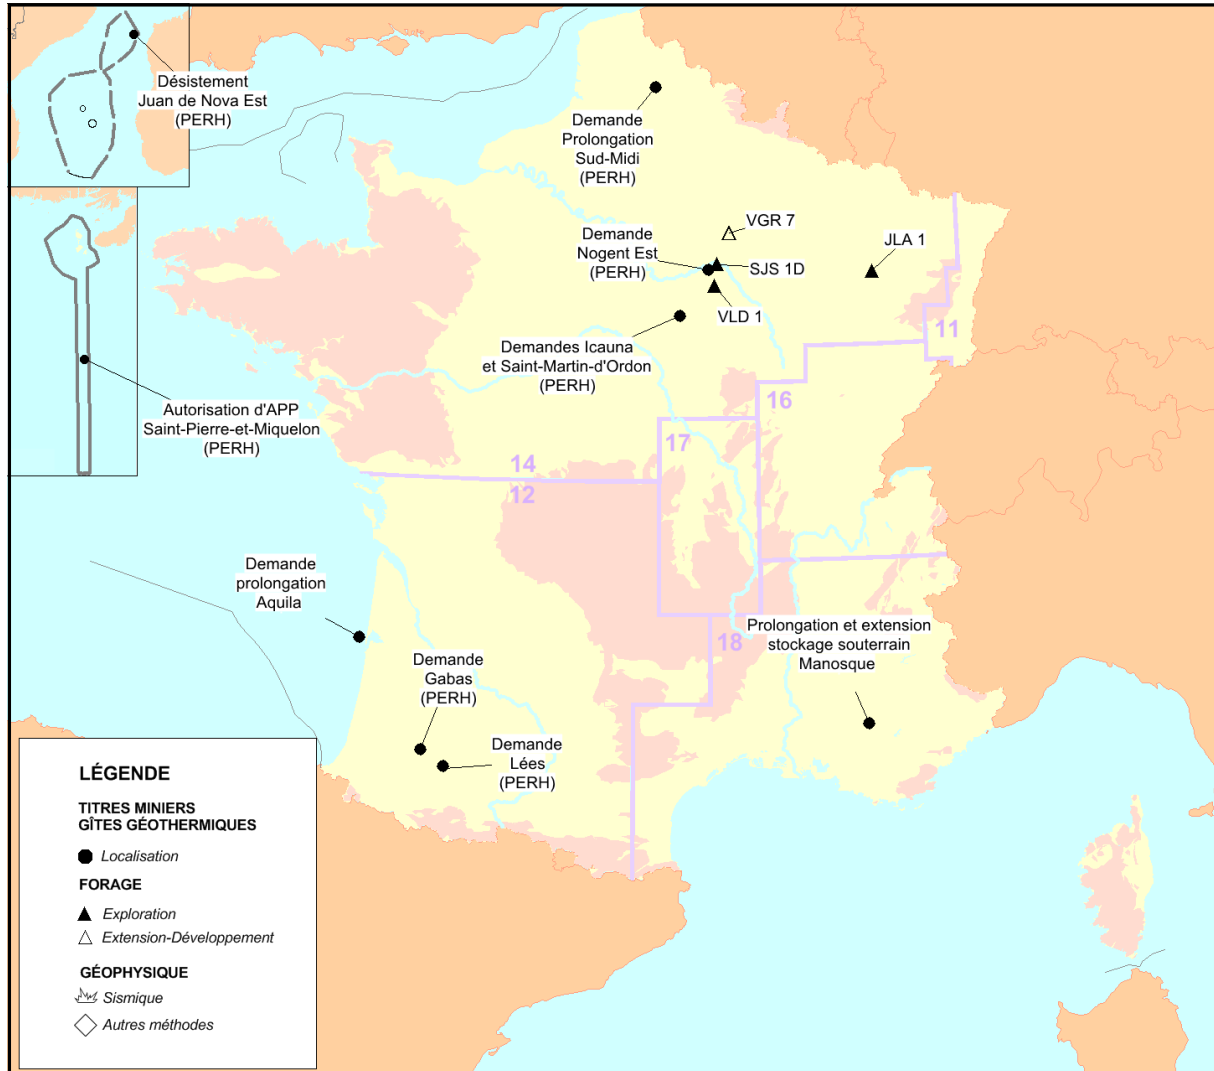 Désistement
Juan de Nova Est
(PERH)
Demande
Prolongation
Sud-Midi
(PERH)
VGR 7
Demande
Nogent Est
(PERH)
JLA 1
SJS 1D
VLD 1
11
Demandes Icauna
et Saint-Martin-d'Ordon
(PERH)
16
Autorisation d'APP
Saint-Pierre-et-Miquelon
(PERH)
17
14
12
Demande
prolongation
Aquila
Prolongation et extension
stockage souterrain
Manosque
18
Demande
Gabas
(PERH)
Demande
Lées
(PERH)
LÉGENDE
TITRES MINIERS
GÎTES GÉOTHERMIQUES
Localisation
FORAGE
Exploration
Extension-Développement
GÉOPHYSIQUE
Sismique
Autres méthodes